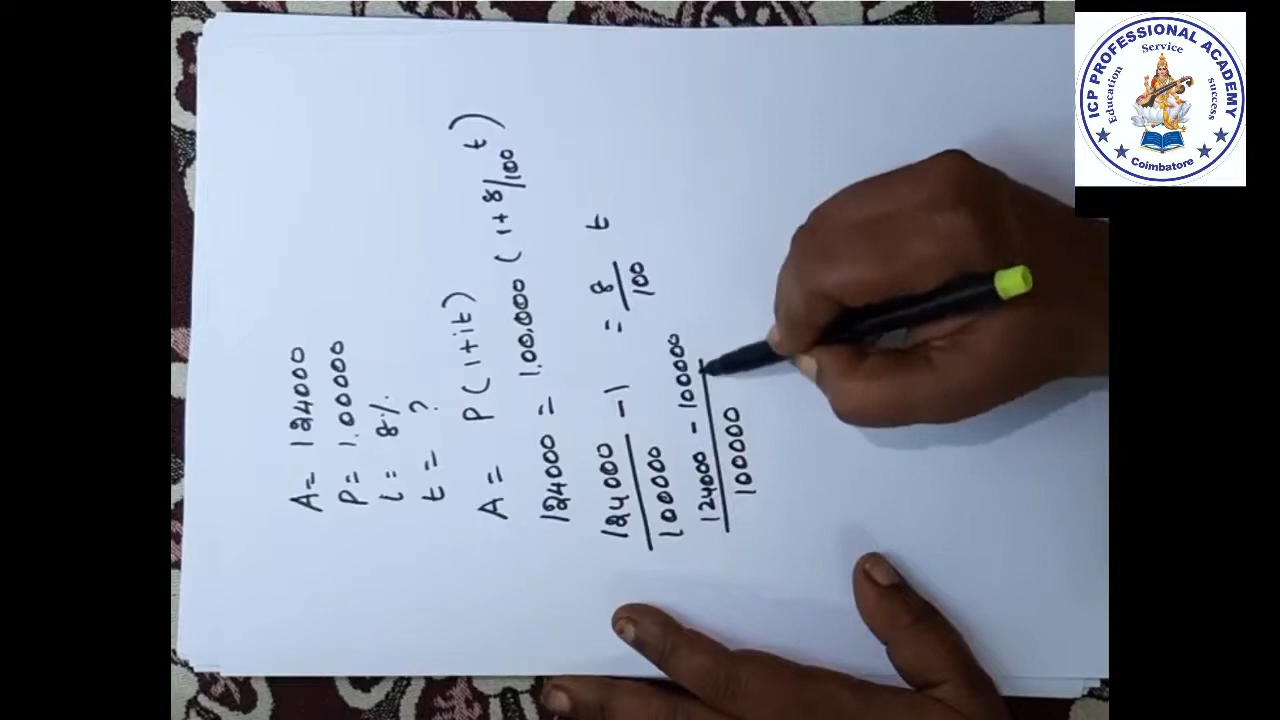 A= 124000
P= 1.00000
i= 8%.
t= ?
A= P(1+it)
124000 = 1.00.000 (1+8/100 t)
124000/100000 -1 = 8/100 t
124000 - 100000/100000
ICP PROFESSIONAL ACADEMY
Service
Education
success
Coimbatore